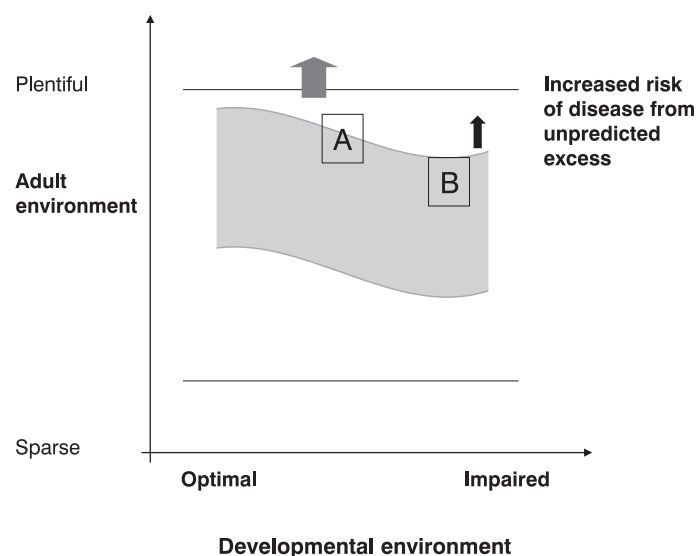 Plentiful
Increased risk
of disease from
unpredicted
excess
A
B
Adult
environment
Sparse
Optimal
Impaired
Developmental environment